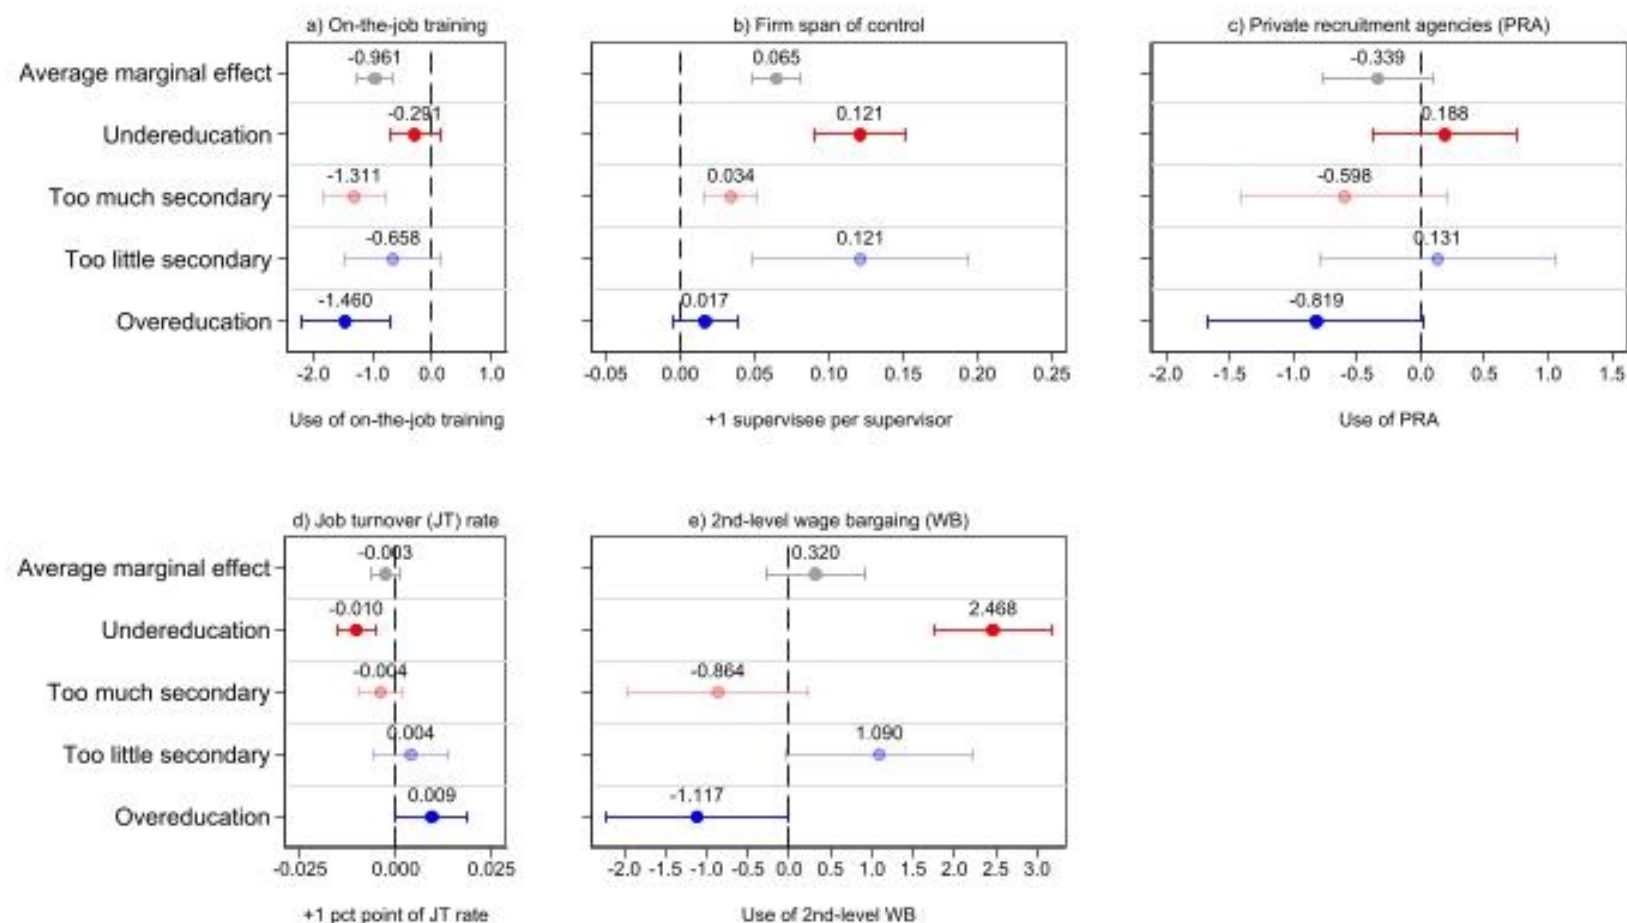 a) On-the-job training
b) Firm span of control
c) Private recruitment agencies (PRA)
Average marginal effect
-0.961
0.065
-0.339
Undereducation
-0.291
0.121
0.188
Too much secondary
-1.311
0.034
-0.598
Too little secondary
-0.658
0.121
0.131
Overeducation
-1.460
0.017
-0.819
-2.0 -1.0 0.0 1.0
-0.05 0.00 0.05 0.10 0.15 0.20 0.25
-2.0 -1.5 -1.0 -0.5 0.0 0.5 1.0 1.5
Use of on-the-job training
+1 supervisee per supervisor
Use of PRA
d) Job turnover (JT) rate
e) 2nd-level wage bargaing (WB)
Average marginal effect
-0.003
0.320
Undereducation
-0.010
2.468
Too much secondary
-0.004
-0.864
Too little secondary
0.004
1.090
Overeducation
0.009
-1.117
-0.025 0.000 0.025
-2.0 -1.5 -1.0 -0.5 0.0 0.5 1.0 1.5 2.0 2.5 3.0
+1 pct point of JT rate
Use of 2nd-level WB